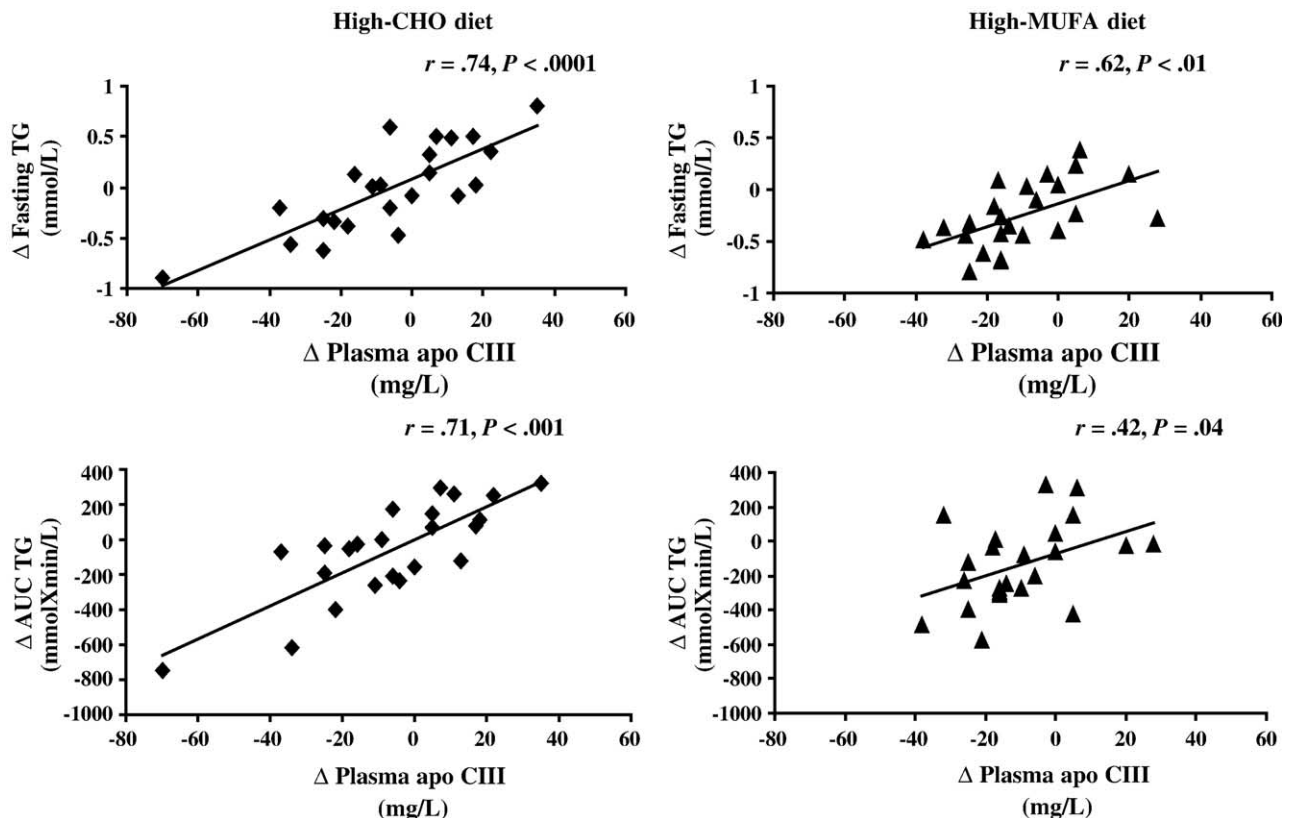 High-CHO diet
r = .74, P < .0001
1
0.5
0
-0.5
-1
Δ Fasting TG
(mmol/L)
-80 -60 -40 -20 0 20 40 60
Δ Plasma apo CIII
(mg/L)
High-MUFA diet
r = .62, P < .01
1
0.5
0
-0.5
-1
Δ Fasting TG
(mmol/L)
-80 -60 -40 -20 0 20 40 60
Δ Plasma apo CIII
(mg/L)
r = .71, P < .001
400
200
0
-200
-400
-600
-800
-1000
Δ AUC TG
(mmolXmin/L)
-80 -60 -40 -20 0 20 40 60
Δ Plasma apo CIII
(mg/L)
r = .42, P = .04
400
200
0
-200
-400
-600
-800
-1000
Δ AUC TG
(mmolXmin/L)
-80 -60 -40 -20 0 20 40 60
Δ Plasma apo CIII
(mg/L)